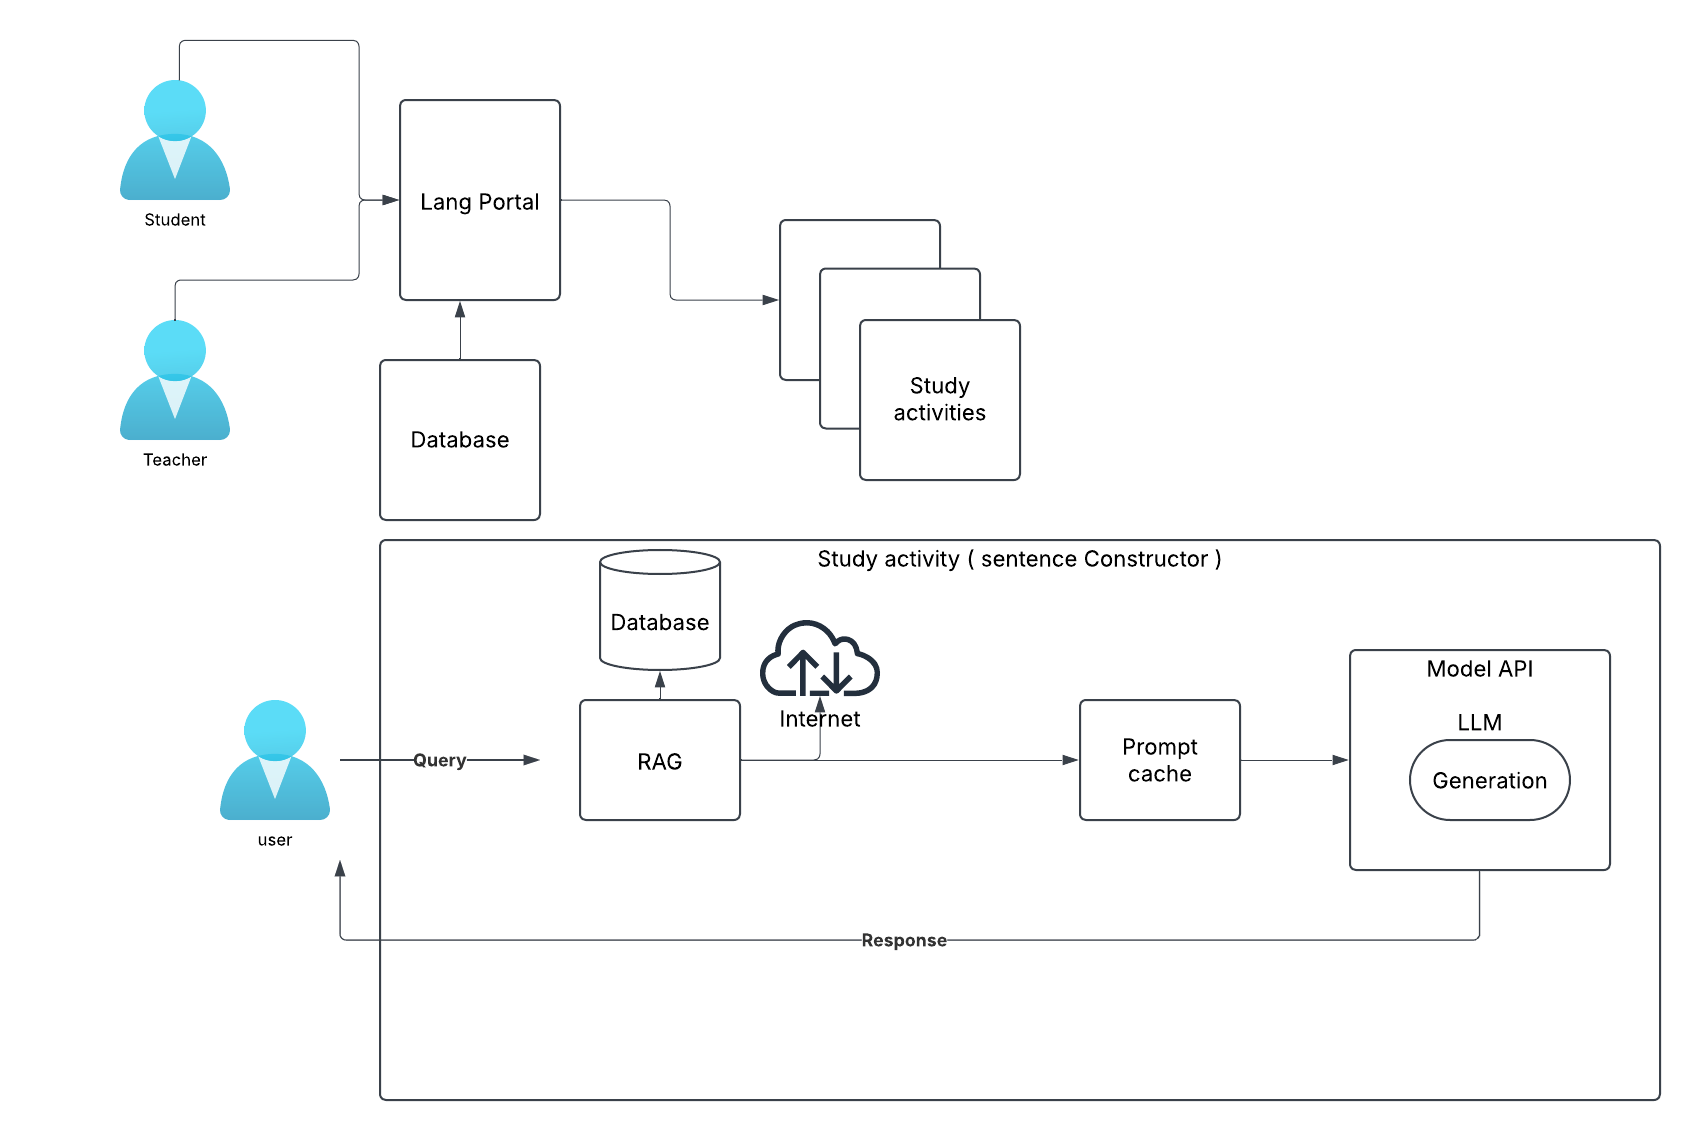 Student
Lang Portal
Teacher
Database
Study
activities
Study activity ( sentence Constructor )
Database
Internet
RAG
Query
user
Prompt
cache
Model API
LLM
Generation
Response